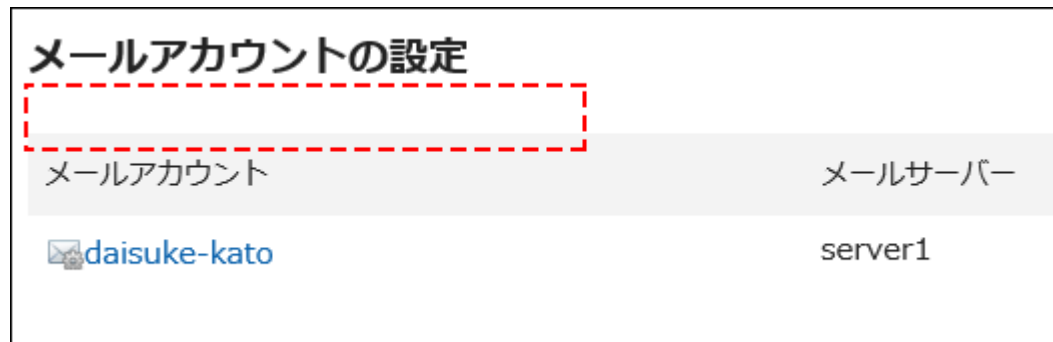 メールアカウントの設定
メールアカウント メールサーバー
daisuke-kato server1